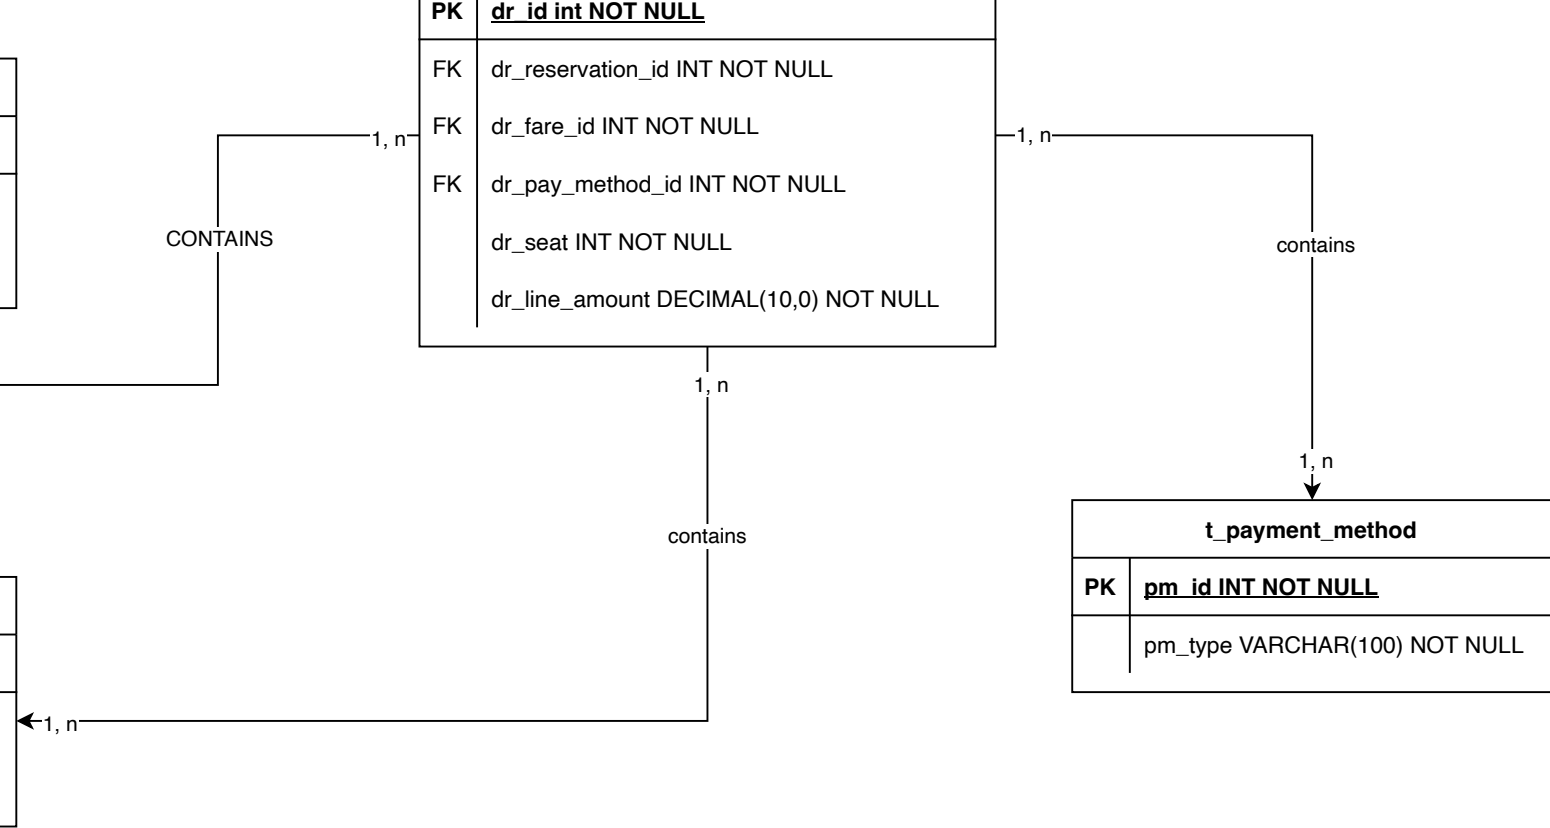 PK dr_id int NOT NULL
FK dr_reservation_id INT NOT NULL
FK dr_fare_id INT NOT NULL
FK dr_pay_method_id INT NOT NULL
dr_seat INT NOT NULL
dr_line_amount DECIMAL(10,0) NOT NULL
1, n
1, n
CONTAINS
contains
1, n
1, n
contains
t_payment_method
PK pm_id INT NOT NULL
pm_type VARCHAR(100) NOT NULL
1, n